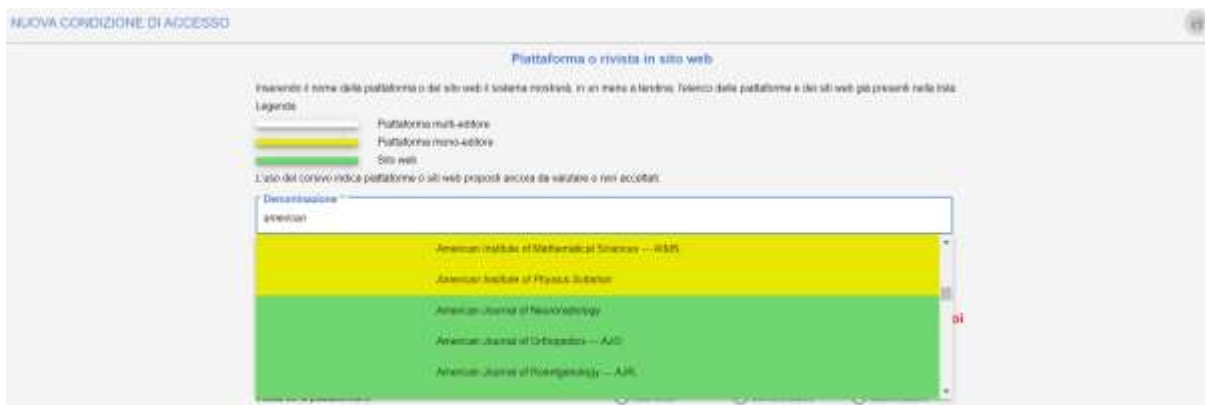 NUOVA CONDIZIONE DI ACCESSO
Piattaforma o rivista in sito web
Inserendo il nome della piattaforma o del sito web il sistema mostrerà, in un menu a tendina, l'elenco delle piattaforme e dei siti web già presenti nella lista.
Legenda
Piattaforma multi-editore
Piattaforma mono-editore
Sito web
L'uso del corsivo indica piattaforme o siti web proposti ancora da valutare o non accettati.
Denominazione *
american
American Institute of Mathematical Sciences --- AIMS
American Institute of Physics
American Journal of Neuroradiology
oi
American Journal of Orthopedics --- AJO
American Journal of Roentgenology --- AJR